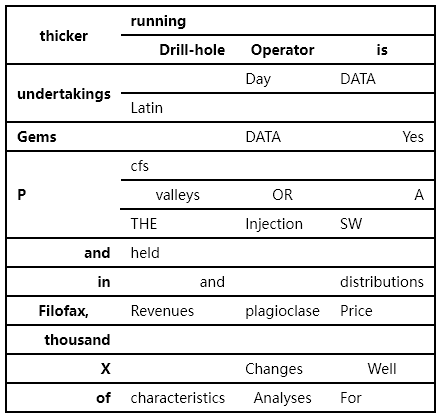 thicker running
Drill-hole Operator is
undertakings Day DATA
Latin
Gems DATA Yes
P cfs
valleys OR A
THE Injection SW
and held
in and distributions
Filofax, Revenues plagioclase Price
thousand
X Changes Well
of characteristics Analyses For